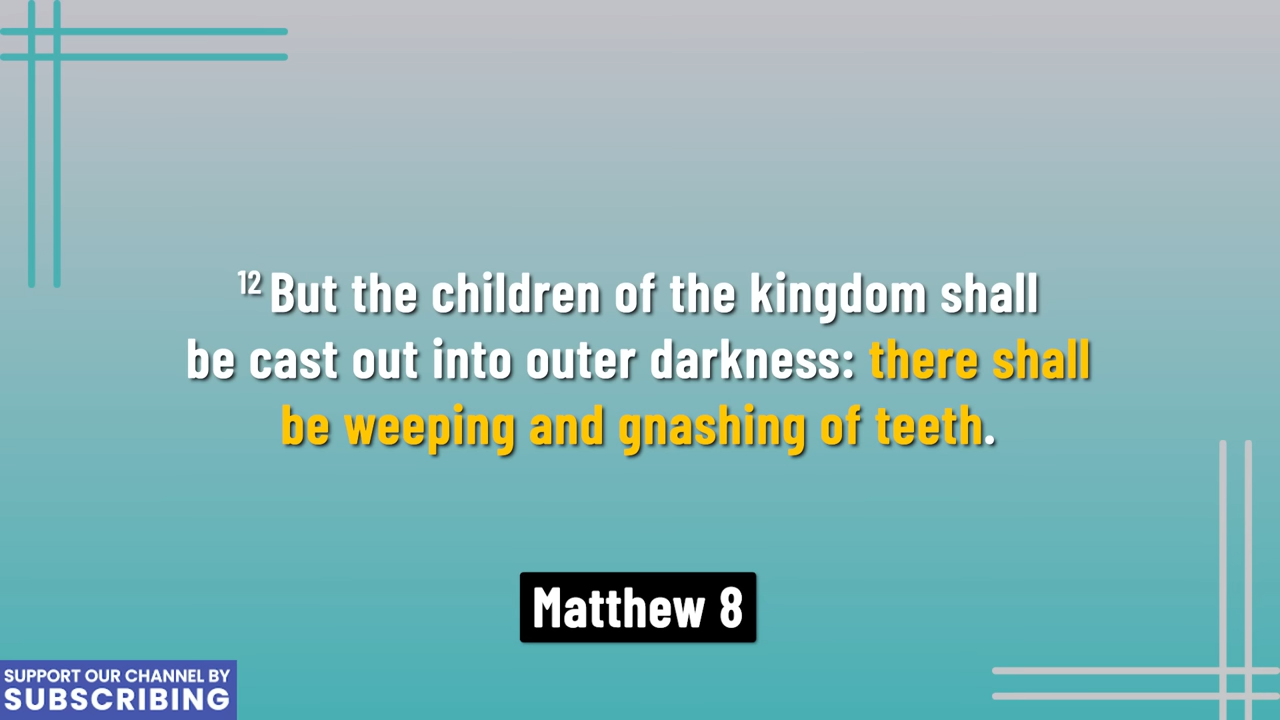 12 But the children of the kingdom shall
be cast out into outer darkness: there shall
be weeping and gnashing of teeth.
Matthew 8
SUPPORT OUR CHANNEL BY
SUBSCRIBING